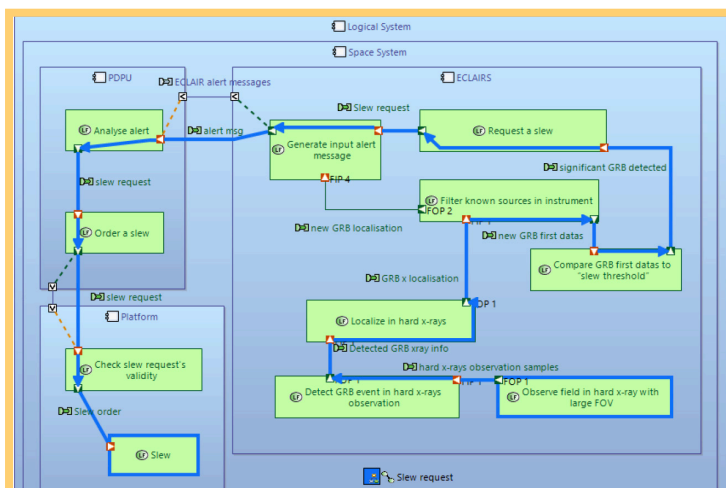 Logical System
Space System
PDPU
ECLAIR alert messages
ECLAIRS
Slew request
Analyse alert
alert msg
Generate input alert
message
Request a slew
significant GRB detected
slew request
FIP 4
Filter known sources in instrument
FOP 2
Order a slew
new GRB localisation
new GRB first datas
GRB x localisation
Compare GRB first datas to
"slew threshold"
slew request
Platform
Localize in hard x-rays
Detected GRB xray info
hard x-rays observation samples
Check slew request's
validity
FOP 1
Detect GRB event in hard x-rays
observation
Observe field in hard x-ray with
large FOV
Slew order
Slew
Slew request